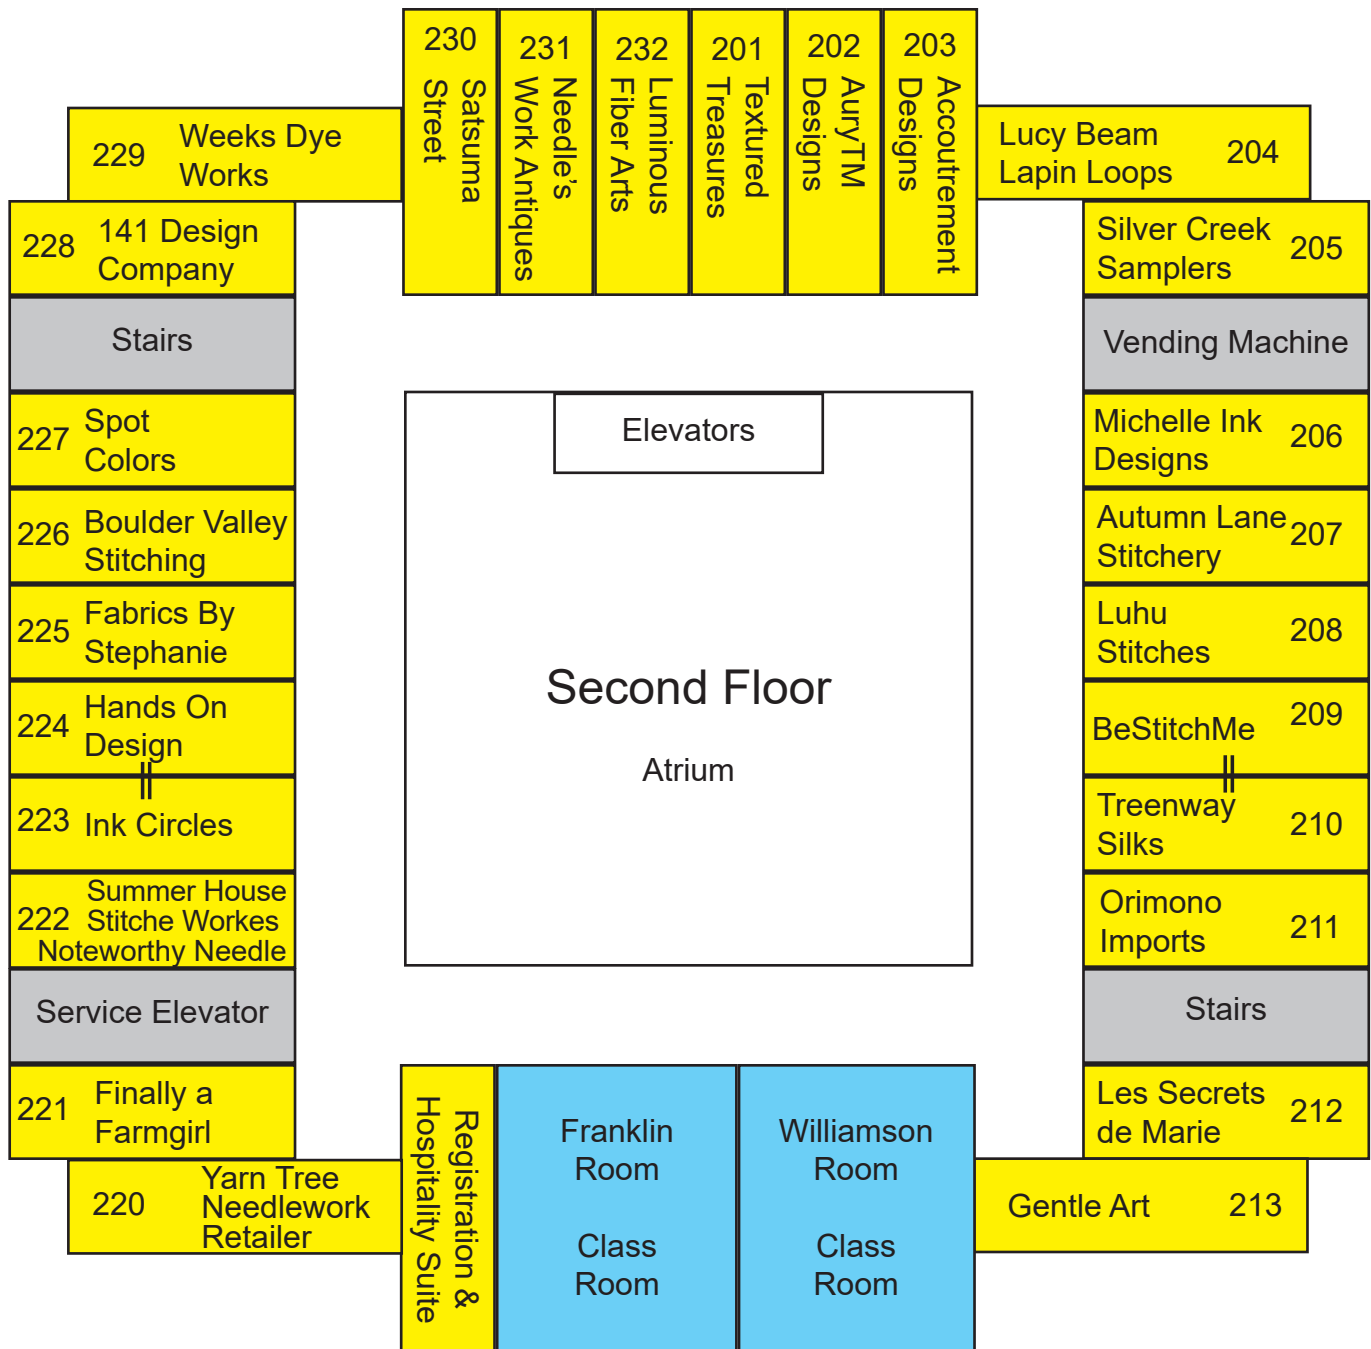 230
Satsuma
Street
231
Needle's
Work Antiques
232
Luminous
Fiber Arts
201
Textured
Treasures
202
AuryTM
Designs
203
Accoutrement
Designs
229
Weeks Dye
Works
Lucy Beam
Lapin Loops
204
228
141 Design
Company
Silver Creek
Samplers
205
Stairs
Vending Machine
Elevators
227
Spot
Colors
Michelle Ink
Designs
206
226
Boulder Valley
Stitching
Autumn Lane
Stitchery
207
225
Fabrics By
Stephanie
Luhu
Stitches
208
Second Floor
Atrium
224
Hands On
Design
BeStitchMe
209
223
Ink Circles
Treenway
Silks
210
222
Summer House
Stitche Workes
Noteworthy Needle
Orimono
Imports
211
Service Elevator
Stairs
221
Finally a
Farmgirl
Les Secrets
de Marie
212
220
Yarn Tree
Needlework
Retailer
Registration &
Hospitality Suite
Franklin
Room
Class
Room
Williamson
Room
Class
Room
Gentle Art
213